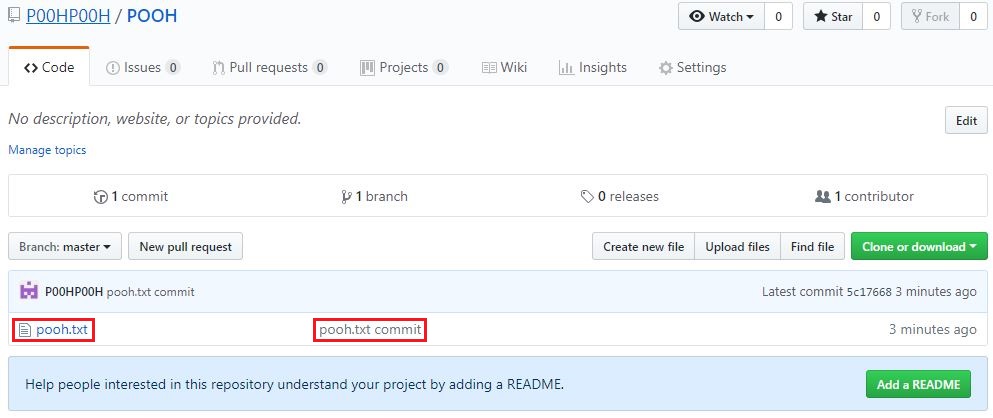 P00HP00H / POOH
Watch 0 Star 0 Fork 0
Code Issues 0 Pull requests 0 Projects 0 Wiki Insights Settings
No description, website, or topics provided. Edit
Manage topics
1 commit 1 branch 0 releases 1 contributor
Branch: master New pull request Create new file Upload files Find file Clone or download
P00HP00H pooh.txt commit Latest commit 5c17668 3 minutes ago
pooh.txt pooh.txt commit 3 minutes ago
Help people interested in this repository understand your project by adding a README. Add a README